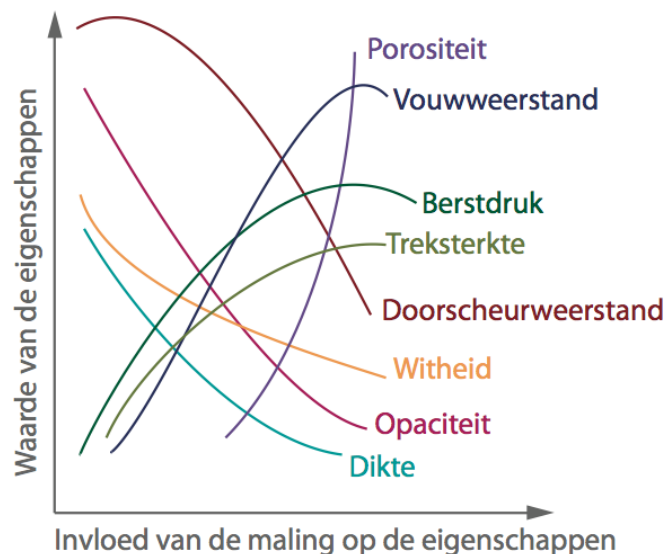 Waarde van de eigenschappen
Porositeit
Vouwweerstand
Berstdruk
Treksterkte
Doorscheurweerstand
Witheid
Opaciteit
Dikte
Invloed van de maling op de eigenschappen